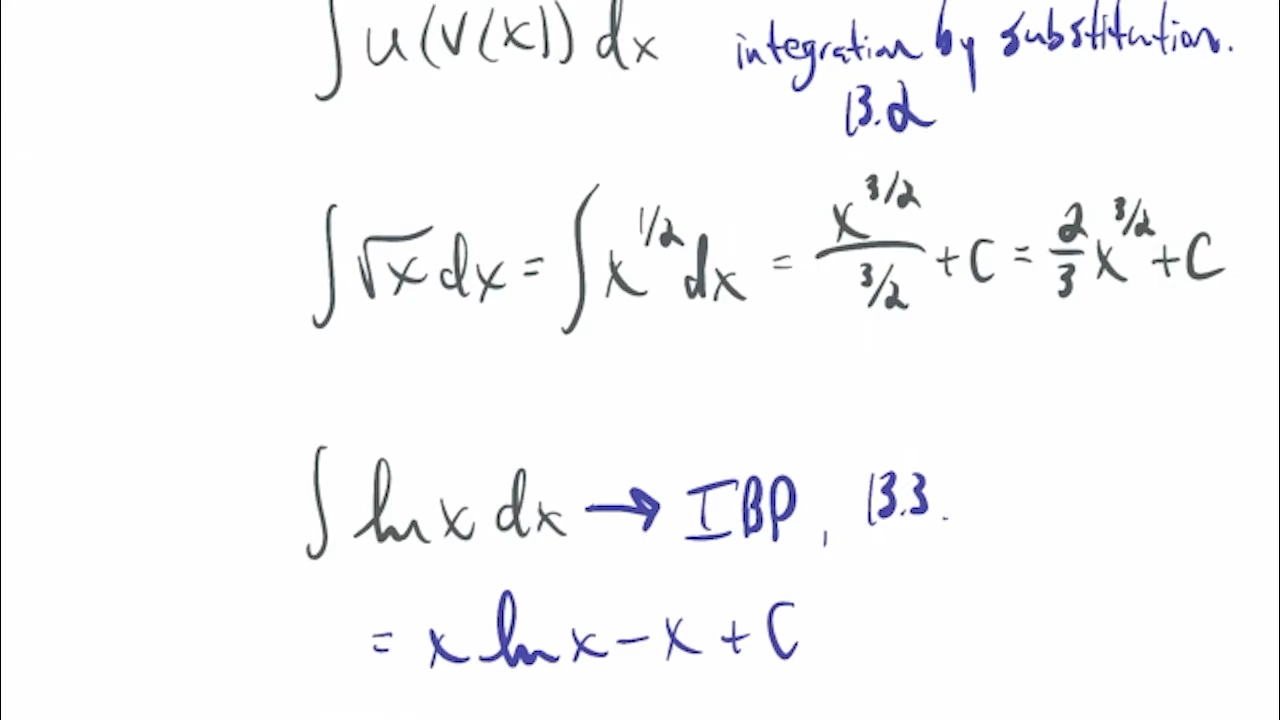 ∫ u(v(x)) dx integration by substitution.
13.2
∫ √x dx = ∫ x^{1/2} dx = x^{3/2} / (3/2) + C = 2/3 x^{3/2} + C
∫ ln x dx → IBP, 13.3.
= x ln x - x + C